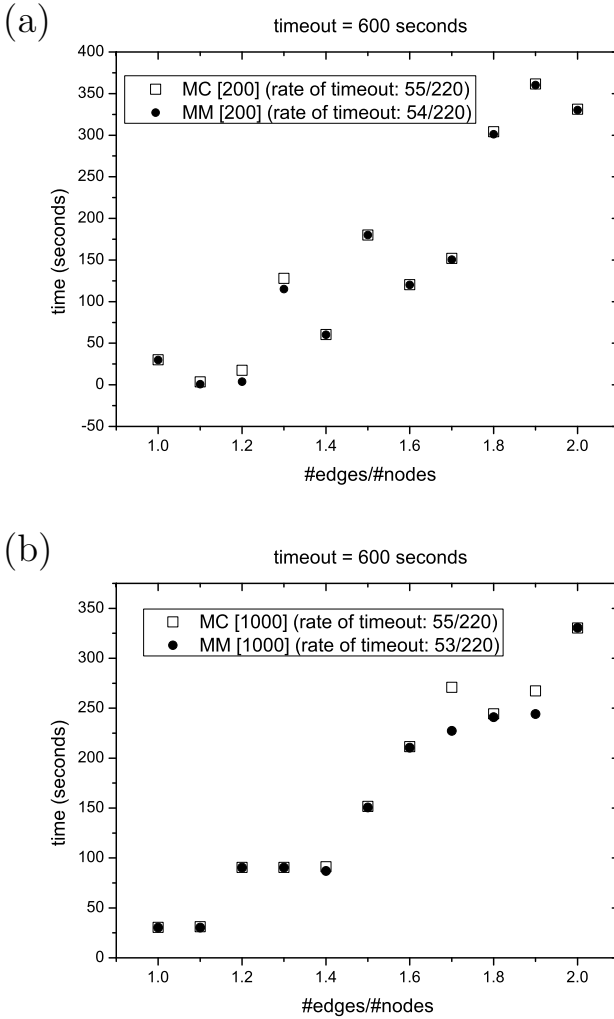 (a)
timeout = 600 seconds
400
350
300
250
200
150
100
50
0
-50
time (seconds)
MC [200] (rate of timeout: 55/220)
MM [200] (rate of timeout: 54/220)
1.0 1.2 1.4 1.6 1.8 2.0
#edges/#nodes
(b)
timeout = 600 seconds
350
300
250
200
150
100
50
0
time (seconds)
MC [1000] (rate of timeout: 55/220)
MM [1000] (rate of timeout: 53/220)
1.0 1.2 1.4 1.6 1.8 2.0
#edges/#nodes